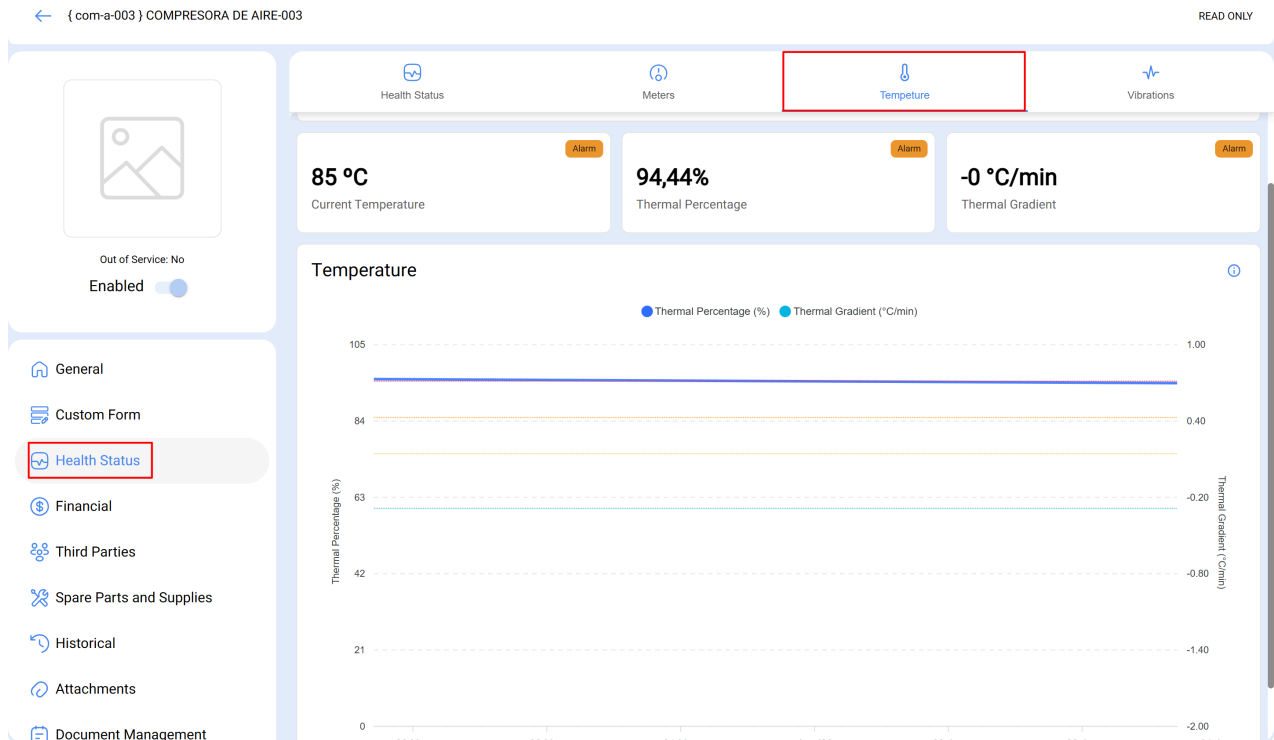 { com-a-003 } COMPRESORA DE AIRE-003
READ ONLY
Out of Service: No
Enabled
General
Custom Form
Health Status
Financial
Third Parties
Spare Parts and Supplies
Historical
Attachments
Document Management
Health Status
Meters
Tempeture
Vibrations
Alarm
85 ºC
Current Temperature
Alarm
94,44%
Thermal Percentage
Alarm
-0 °C/min
Thermal Gradient
Temperature
Thermal Percentage (%)
Thermal Gradient (°C/min)
105
84
63
42
21
0
Thermal Percentage (%)
1.00
0.40
-0.20
-0.80
-1.40
-2.00
Thermal Gradient (°C/min)